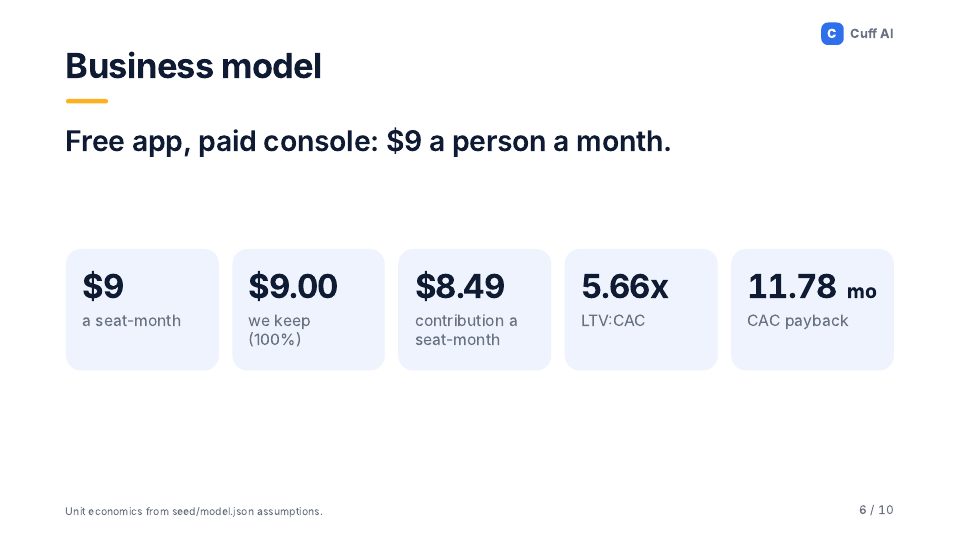 C Cuff AI
Business model
Free app, paid console: $9 a person a month.
$9
a seat-month
$9.00
we keep
(100%)
$8.49
contribution a
seat-month
5.66x
LTV:CAC
11.78 mo
CAC payback
Unit economics from seed/model.json assumptions.
6 / 10